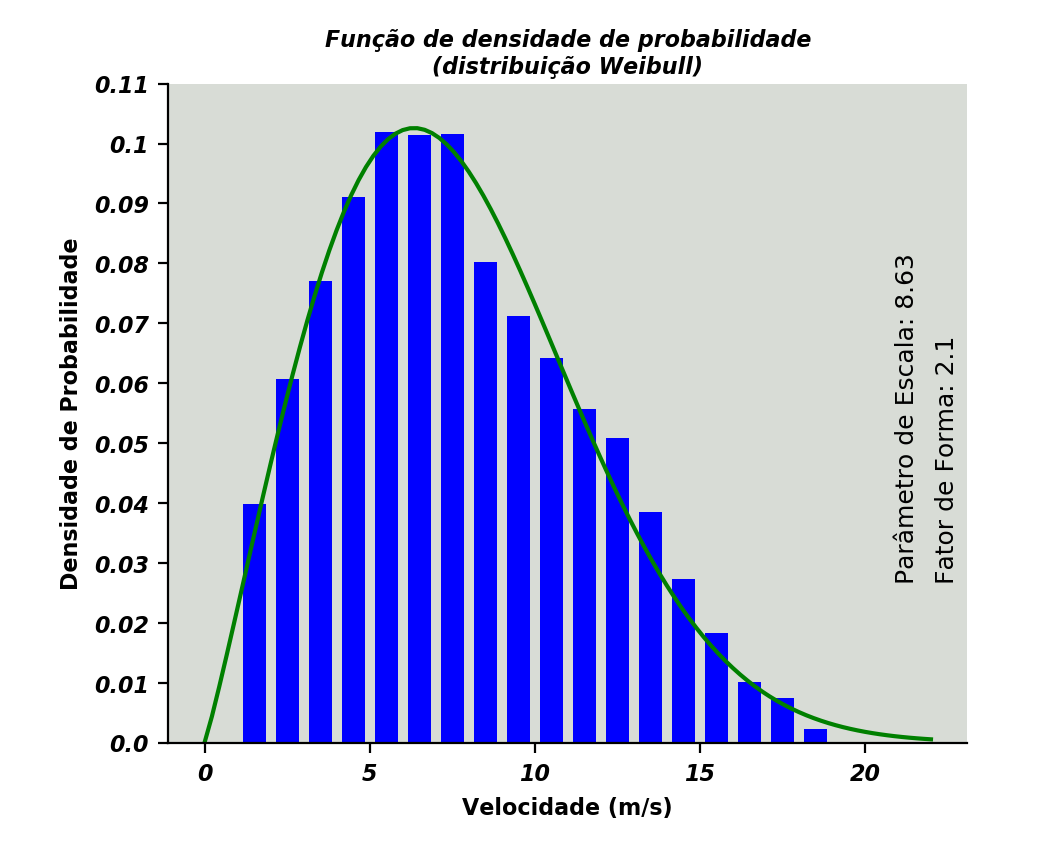 Função de densidade de probabilidade
(distribuição Weibull)
Densidade de Probabilidade
0.11
0.1
0.09
0.08
0.07
0.06
0.05
0.04
0.03
0.02
0.01
0.0
Parâmetro de Escala: 8.63
Fator de Forma: 2.1
0 5 10 15 20
Velocidade (m/s)